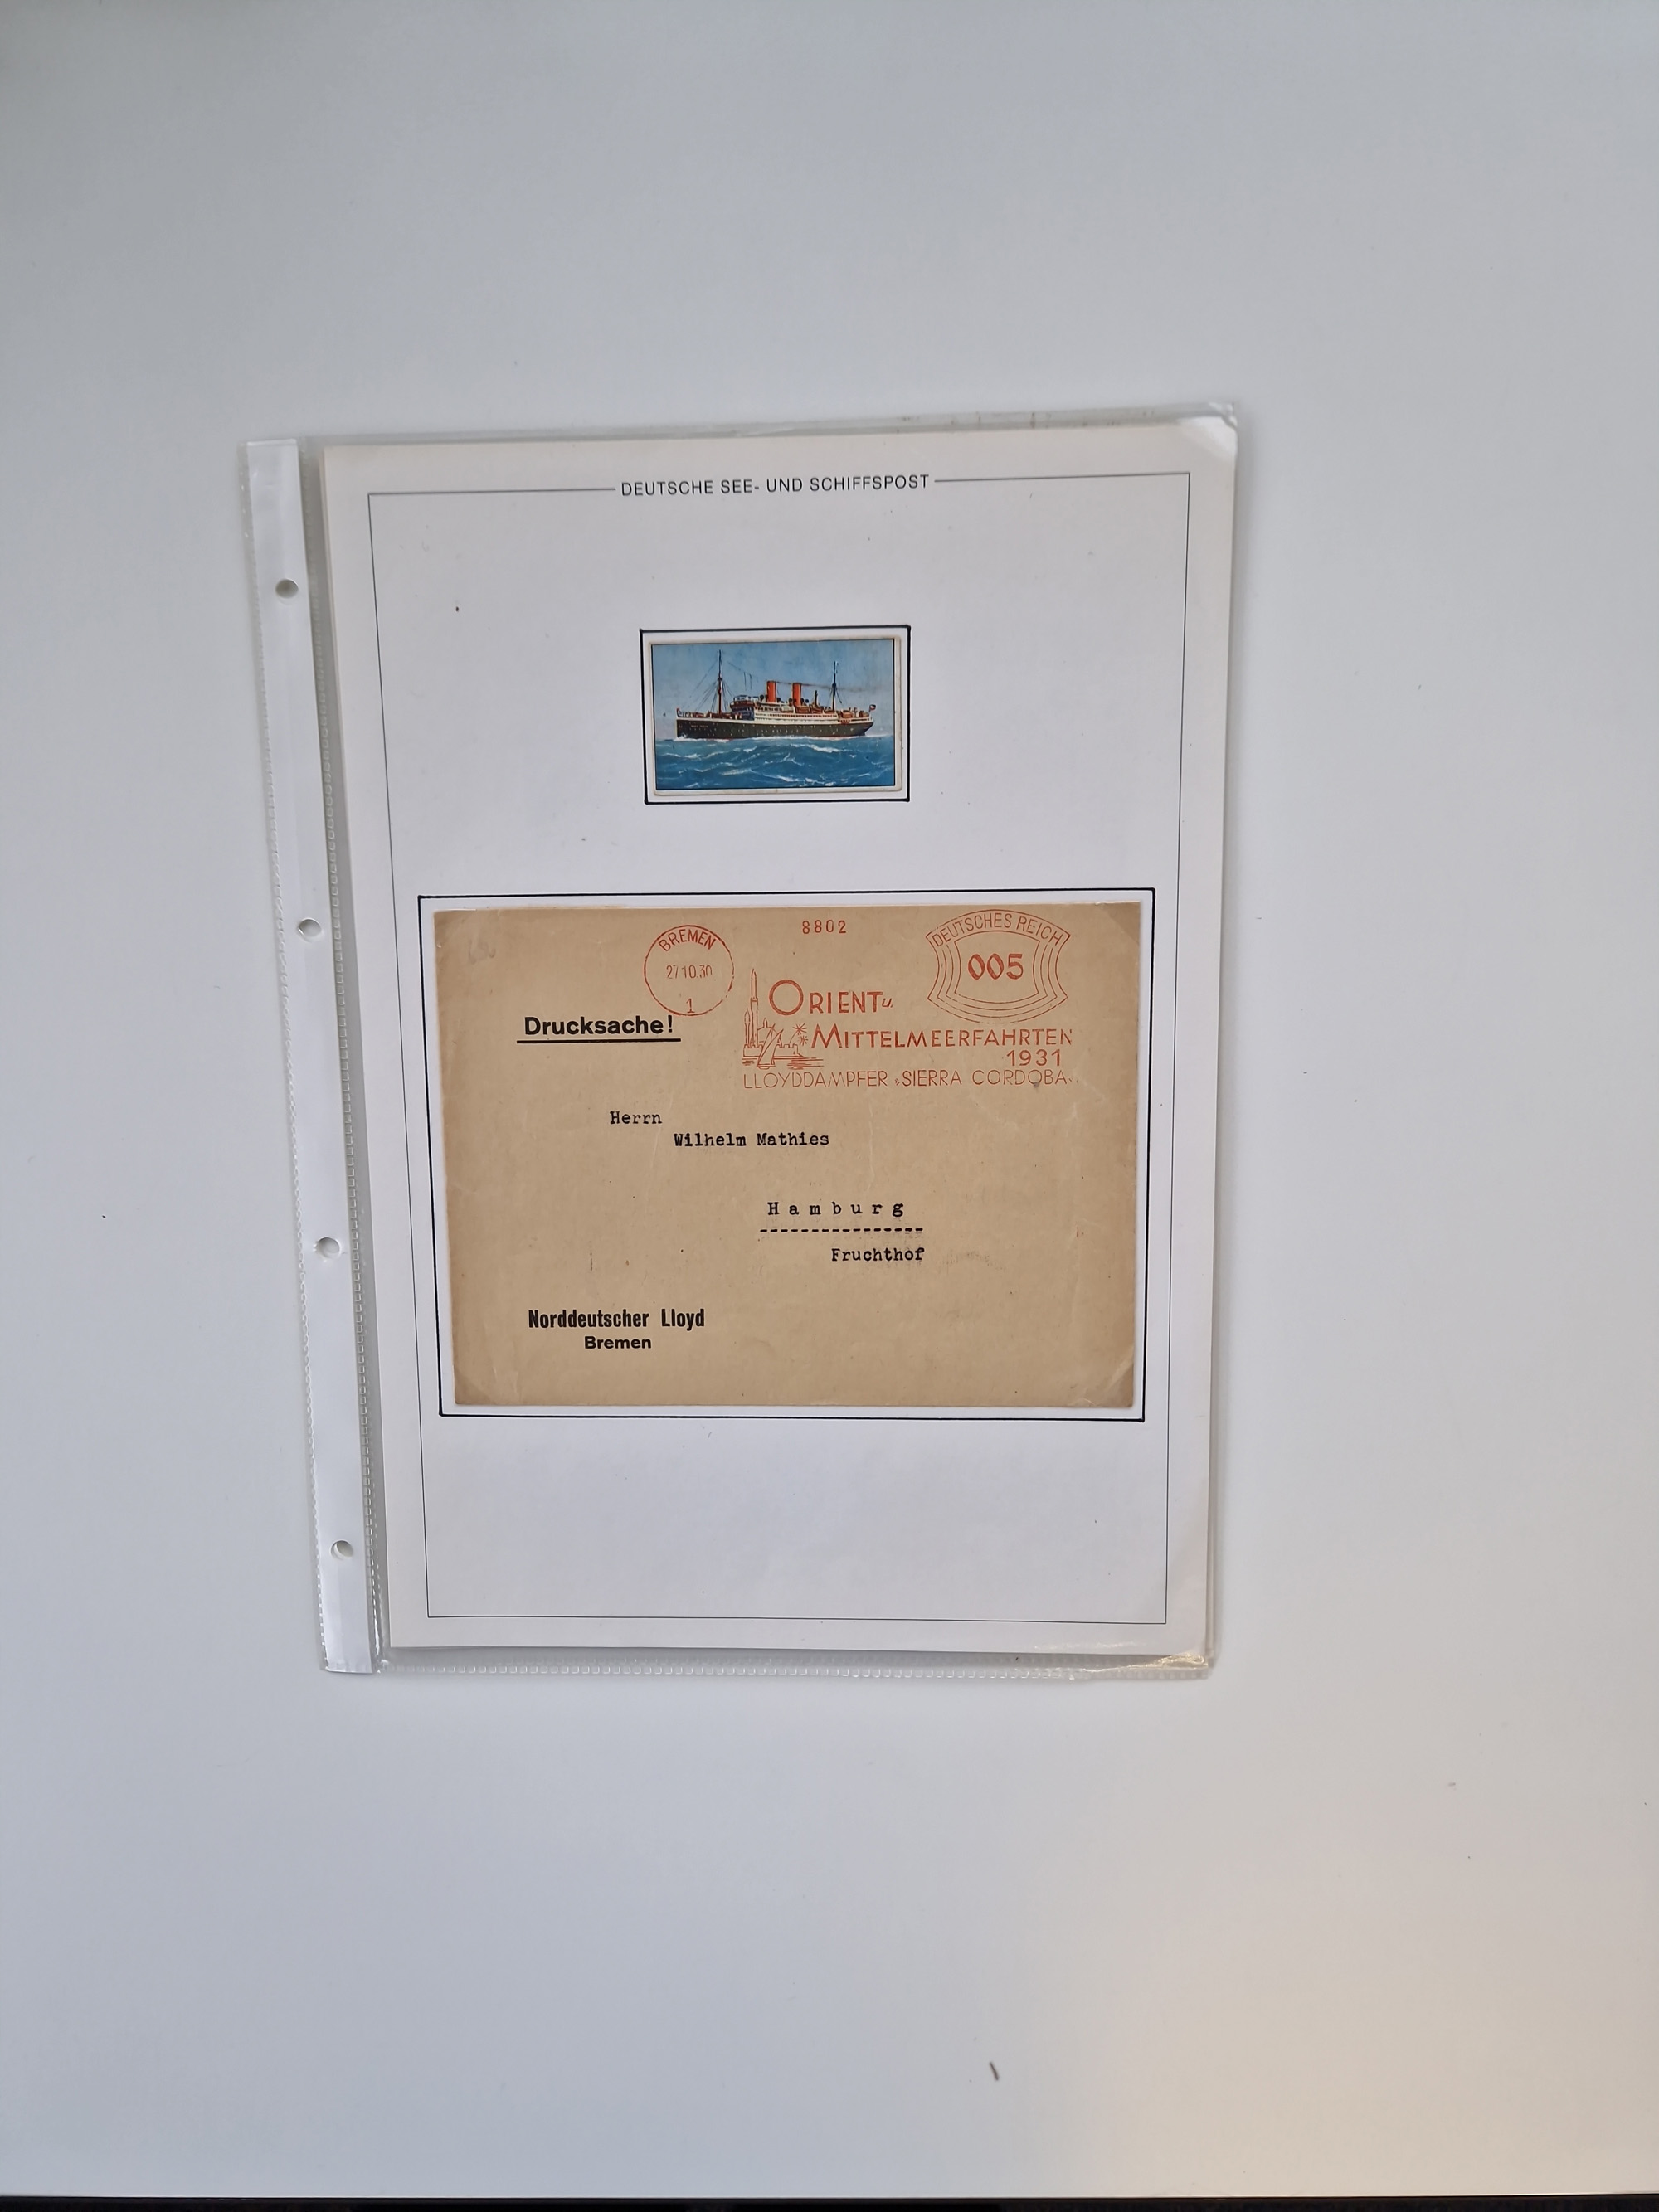 DEUTSCHE SEE- UND SCHIFFSPOST
8802
BREMEN
27.10.30
1
DEUTSCHES REICH
005
ORIENT u.
MITTELMEERFAHRTEN
1931
LLOYDDAMPFER „SIERRA CORDOBA“
Drucksache!
Herrn
Wilhelm Mathies
Hamburg
----------------
Fruchthof
Norddeutscher Lloyd
Bremen